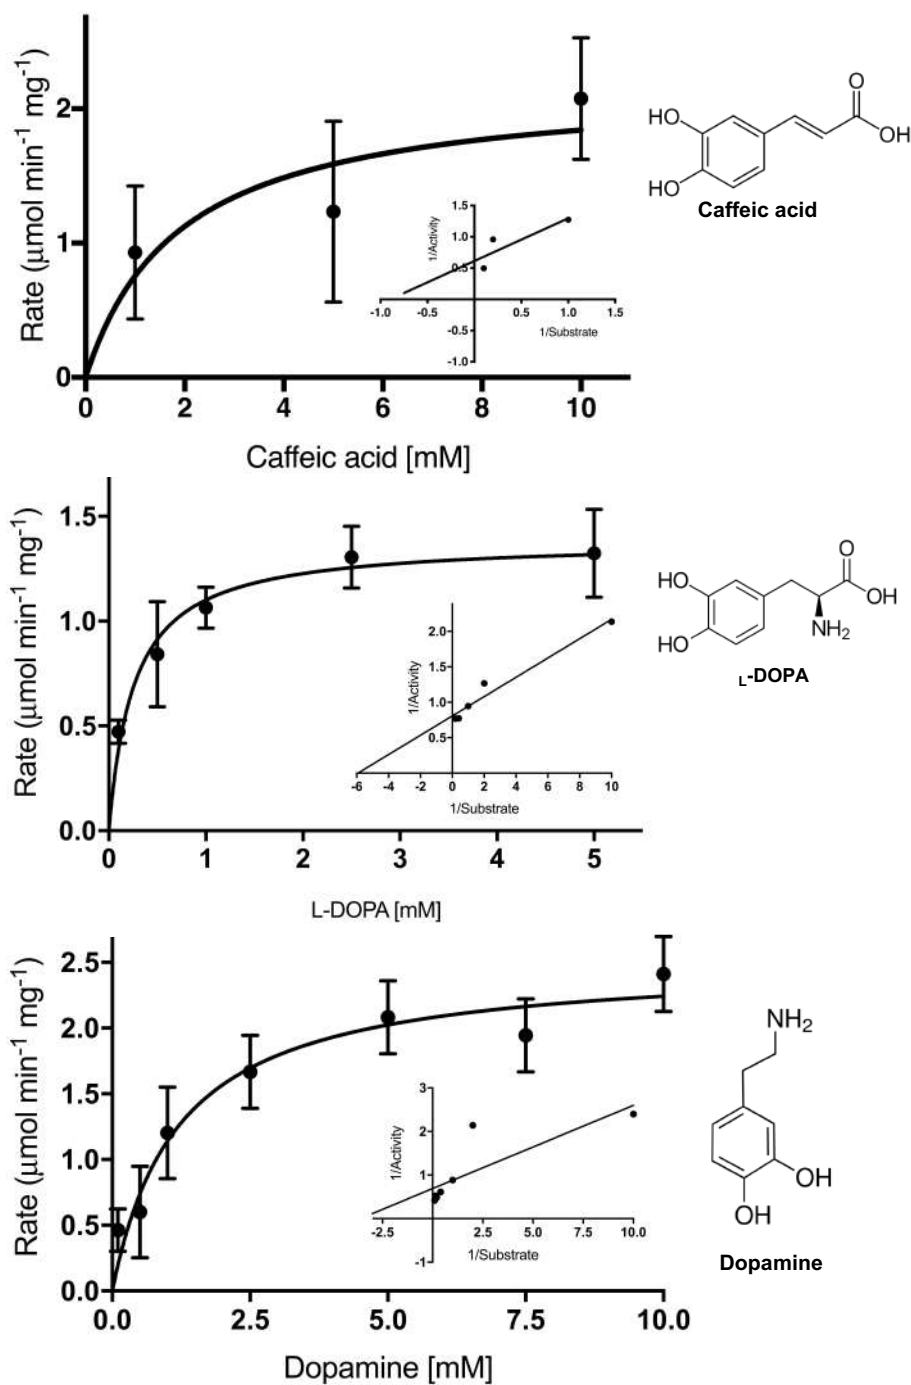 Rate (μmol min⁻¹ mg⁻¹)
2
1
0
0 2 4 6 8 10
Caffeic acid [mM]
1/Activity
1.5
1.0
0.5
-0.5
-1.0
-1.0 -0.5 0.5 1.0 1.5
1/Substrate
HO
HO
O
OH
Caffeic acid
Rate (μmol min⁻¹ mg⁻¹)
1.5
1.0
0.5
0.0
0 1 2 3 4 5
L-DOPA [mM]
1/Activity
2.0
1.5
1.0
0.5
-6 -4 -2 0 2 4 6 8 10
1/Substrate
HO
HO
O
OH
NH₂
L-DOPA
Rate (μmol min⁻¹ mg⁻¹)
2.5
2.0
1.5
1.0
0.5
0.0
0.0 2.5 5.0 7.5 10.0
Dopamine [mM]
1/Activity
3
2
1
-1
-2.5 2.5 5.0 7.5 10.0
1/Substrate
NH₂
OH
OH
Dopamine